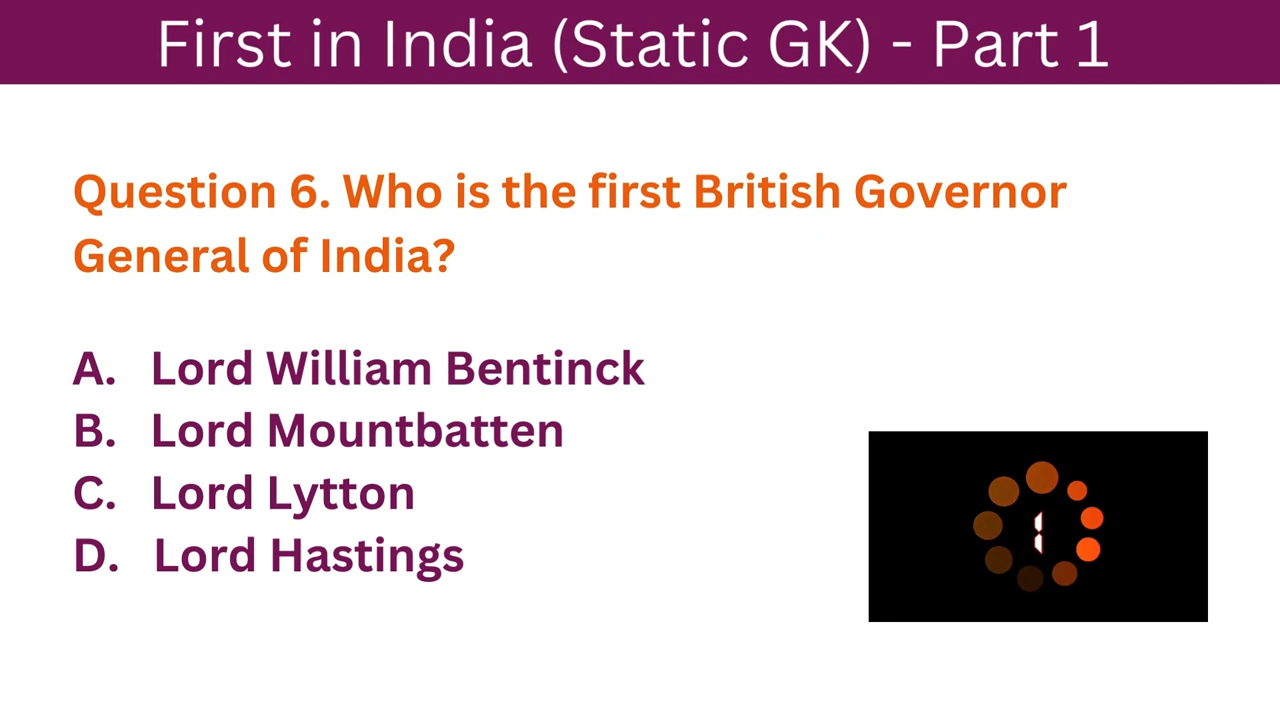 First in India (Static GK) - Part 1
Question 6. Who is the first British Governor
General of India?
A. Lord William Bentinck
B. Lord Mountbatten
C. Lord Lytton
D. Lord Hastings
1